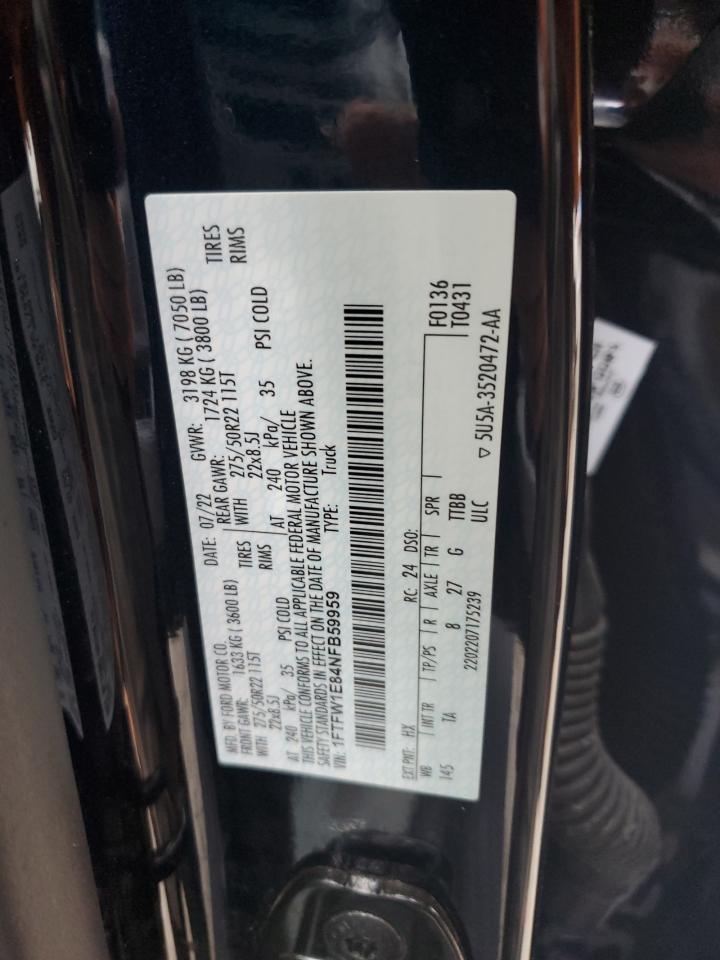 MFD. BY FORD MOTOR CO. DATE: 07/22 GVWR: 3198 KG ( 7050 LB)
FRONT GAWR: 1633 KG ( 3600 LB) REAR GAWR: 1724 KG ( 3800 LB)
WITH 275/50R22 115T TIRES WITH 275/50R22 115T TIRES
22x8.5J RIMS 22x8.5J RIMS
AT 240 kPa/ 35 PSI COLD AT 240 kPa/ 35 PSI COLD
THIS VEHICLE CONFORMS TO ALL APPLICABLE FEDERAL MOTOR VEHICLE
SAFETY STANDARDS IN EFFECT ON THE DATE OF MANUFACTURE SHOWN ABOVE.
VIN: 1FTFW1E84NFB59959 TYPE: Truck
EXT PNT: HX RC: 24 DSO: F0136
WB INT TR TP/PS R AXLE TR SPR T0431
145 TA 8 27 G TTBB
2202207175239 ULC ▽ 5U5A-3520472-AA